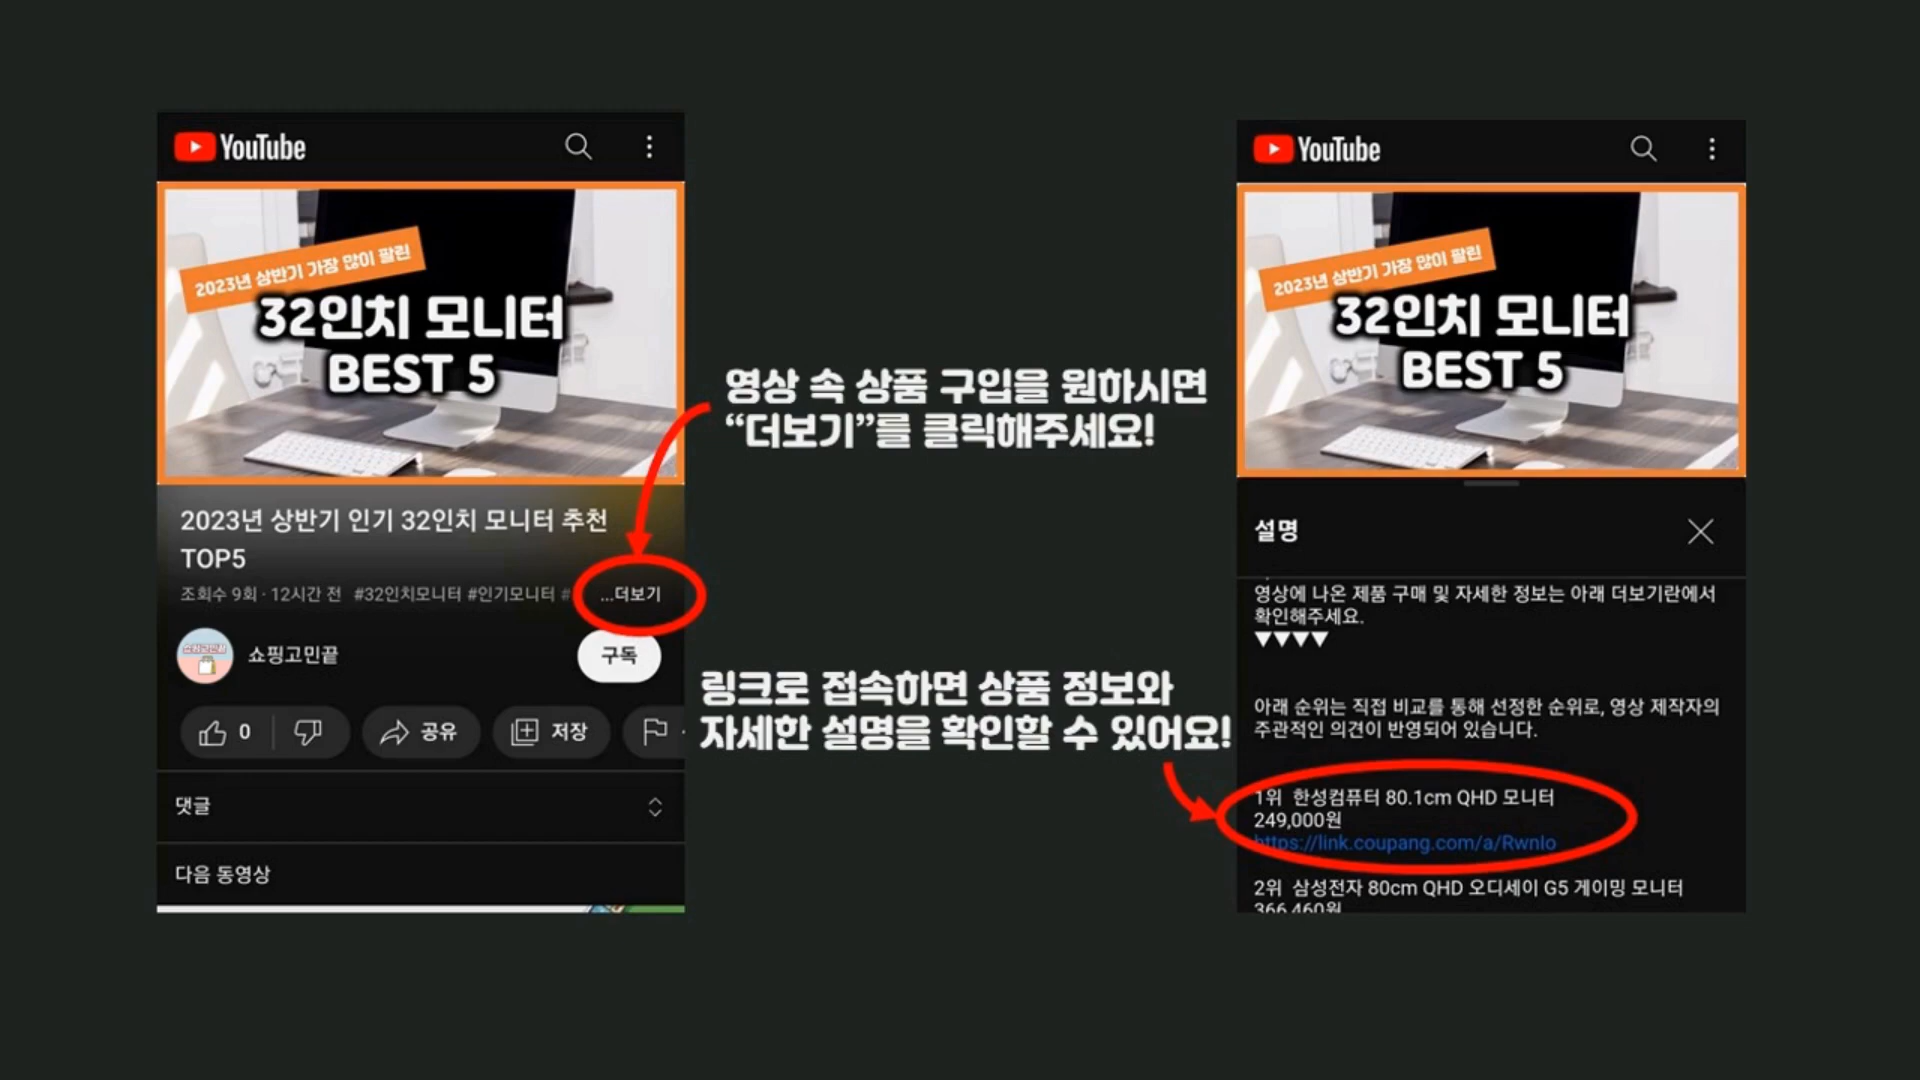 YouTube
2023년 상반기 가장 많이 팔린
32인치 모니터
BEST 5
2023년 상반기 인기 32인치 모니터 추천
TOP5
조회수 9회 · 12시간 전 #32인치모니터 #인기모니터 # ...더보기
쇼핑고민끝
쇼핑고민끝
구독
0
공유
저장
댓글
다음 동영상
영상 속 상품 구입을 원하시면
“더보기”를 클릭해주세요!
링크로 접속하면 상품 정보와
자세한 설명을 확인할 수 있어요!
YouTube
2023년 상반기 가장 많이 팔린
32인치 모니터
BEST 5
설명
영상에 나온 제품 구매 및 자세한 정보는 아래 더보기란에서
확인해주세요.
▼▼▼▼
아래 순위는 직접 비교를 통해 선정한 순위로, 영상 제작자의
주관적인 의견이 반영되어 있습니다.
1위 한성컴퓨터 80.1cm QHD 모니터
249,000원
https://link.coupang.com/a/RwnIo
2위 삼성전자 80cm QHD 오디세이 G5 게이밍 모니터
366,460원